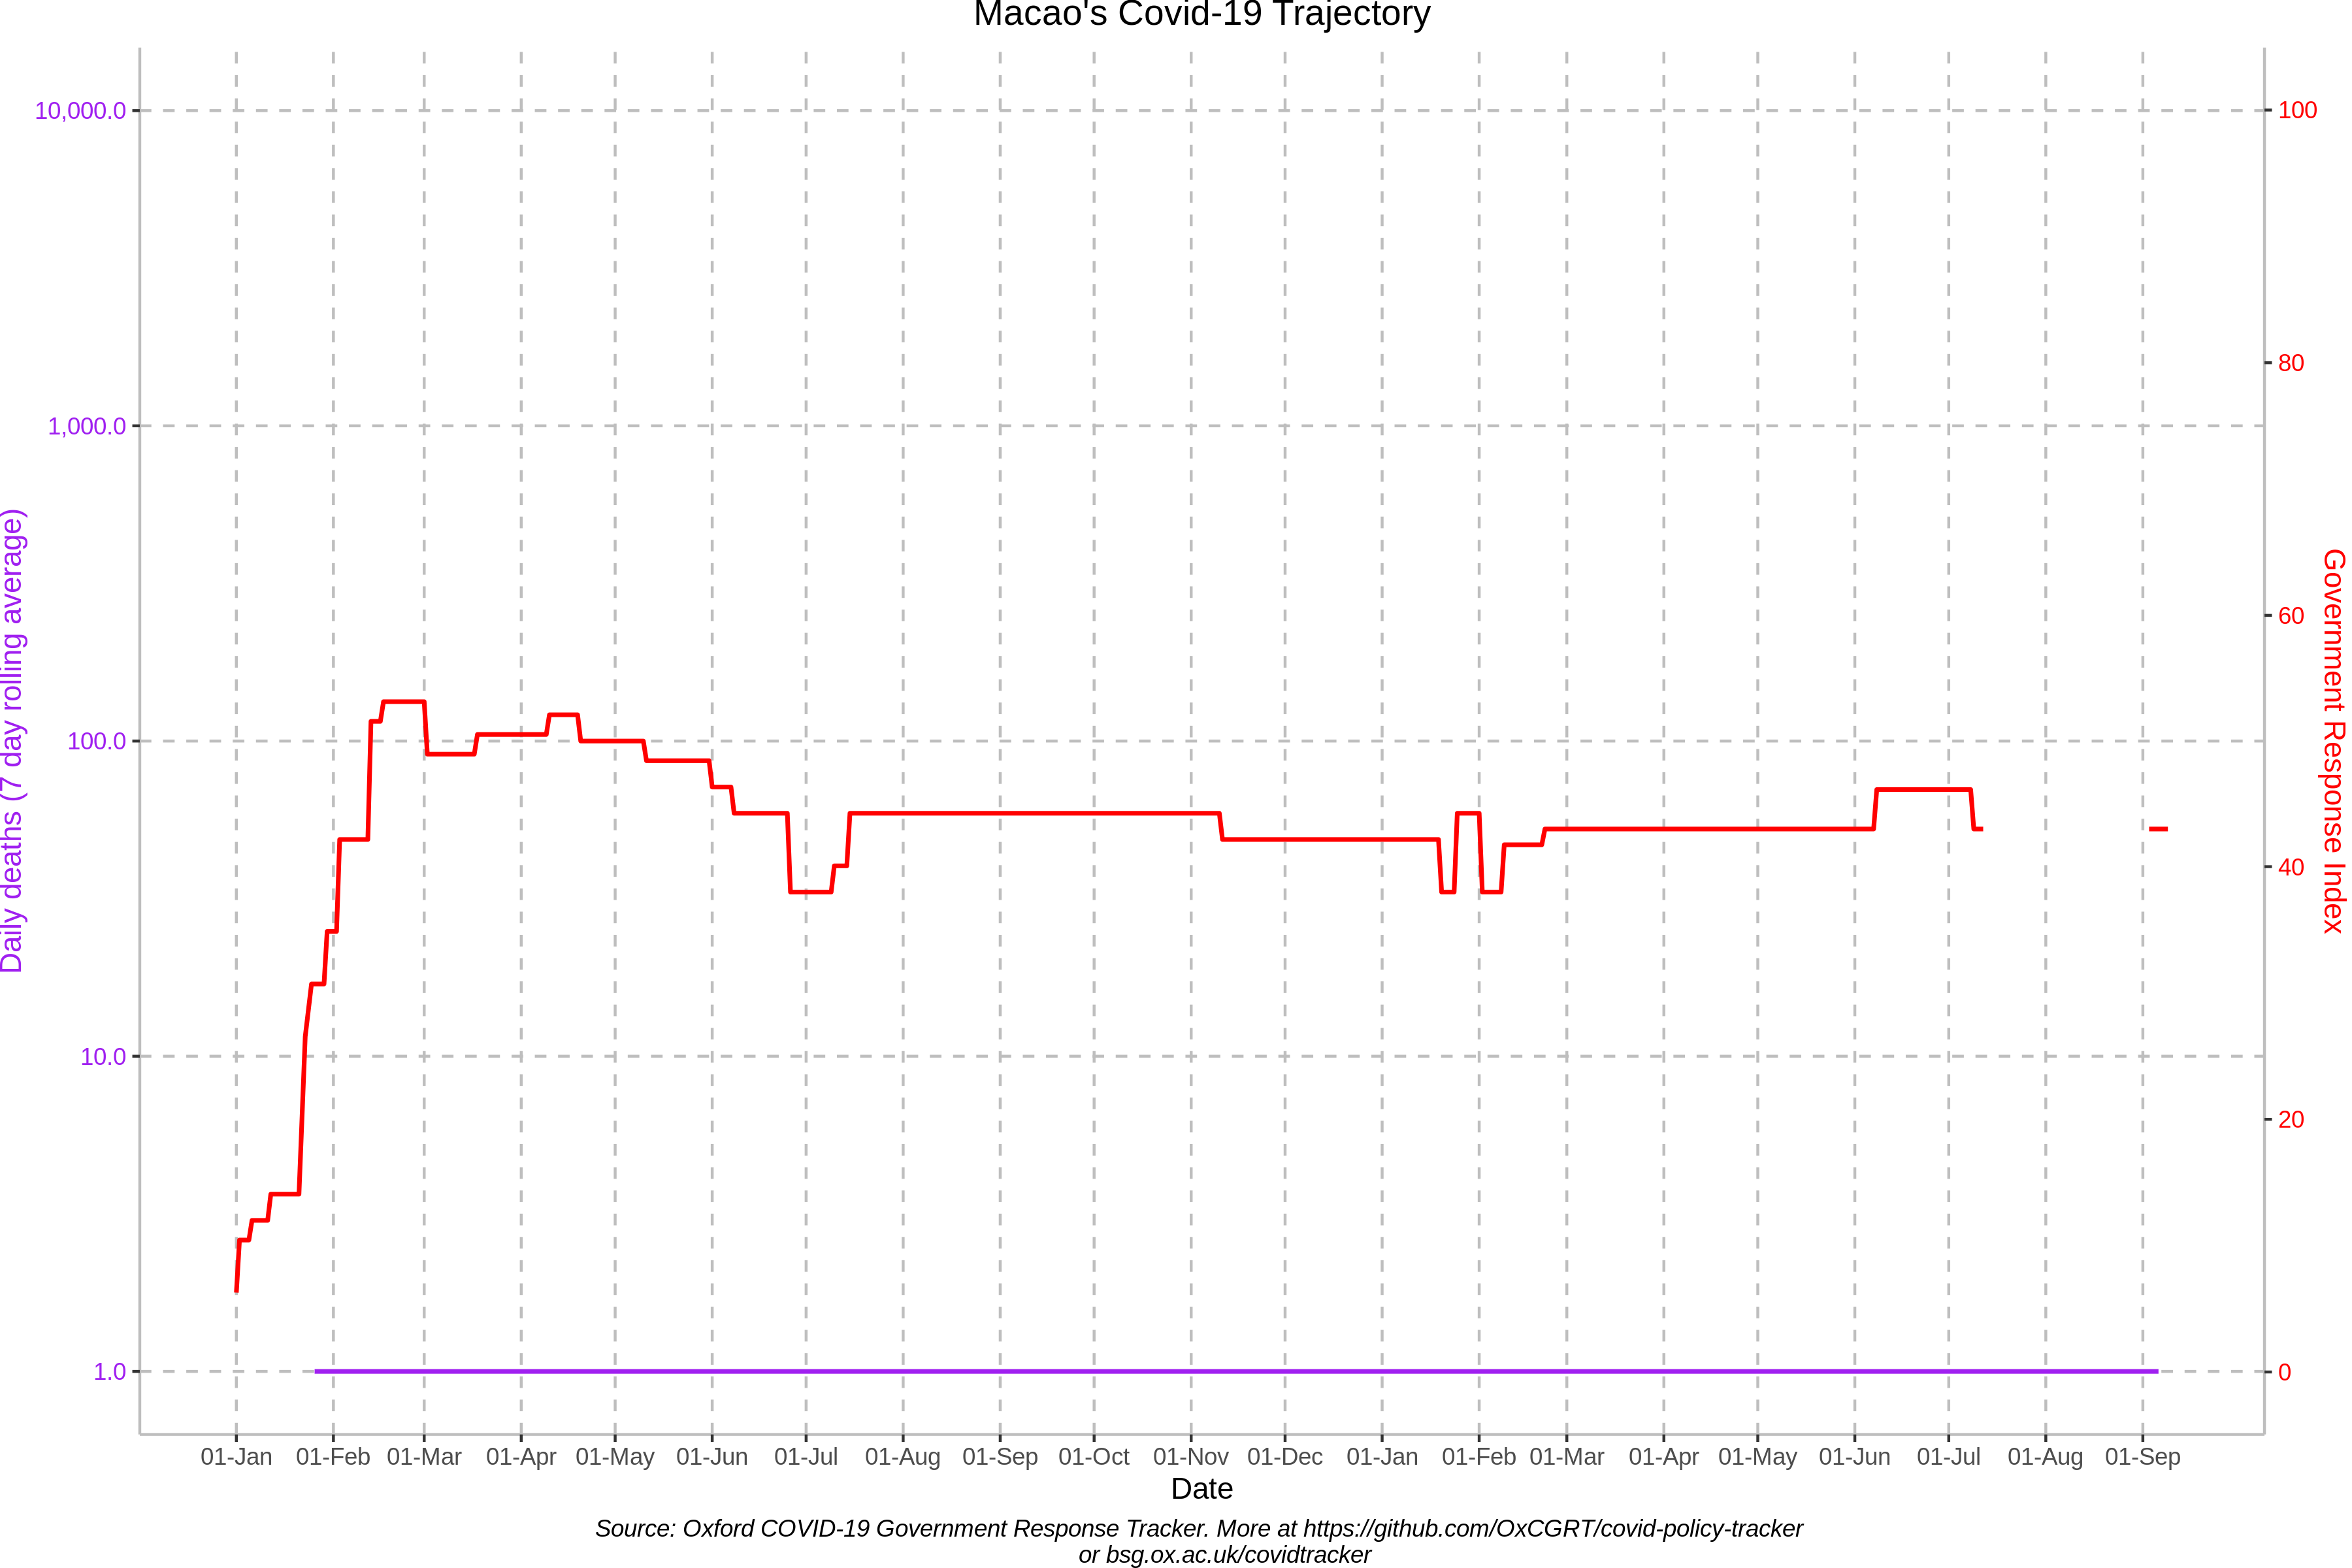 Macao's Covid-19 Trajectory
10,000.0
1,000.0
100.0
10.0
1.0
Daily deaths (7 day rolling average)
100
80
60
40
20
0
Government Response Index
01-Jan 01-Feb 01-Mar 01-Apr 01-May 01-Jun 01-Jul 01-Aug 01-Sep 01-Oct 01-Nov 01-Dec 01-Jan 01-Feb 01-Mar 01-Apr 01-May 01-Jun 01-Jul 01-Aug 01-Sep
Date
Source: Oxford COVID-19 Government Response Tracker. More at https://github.com/OxCGRT/covid-policy-tracker
or bsg.ox.ac.uk/covidtracker